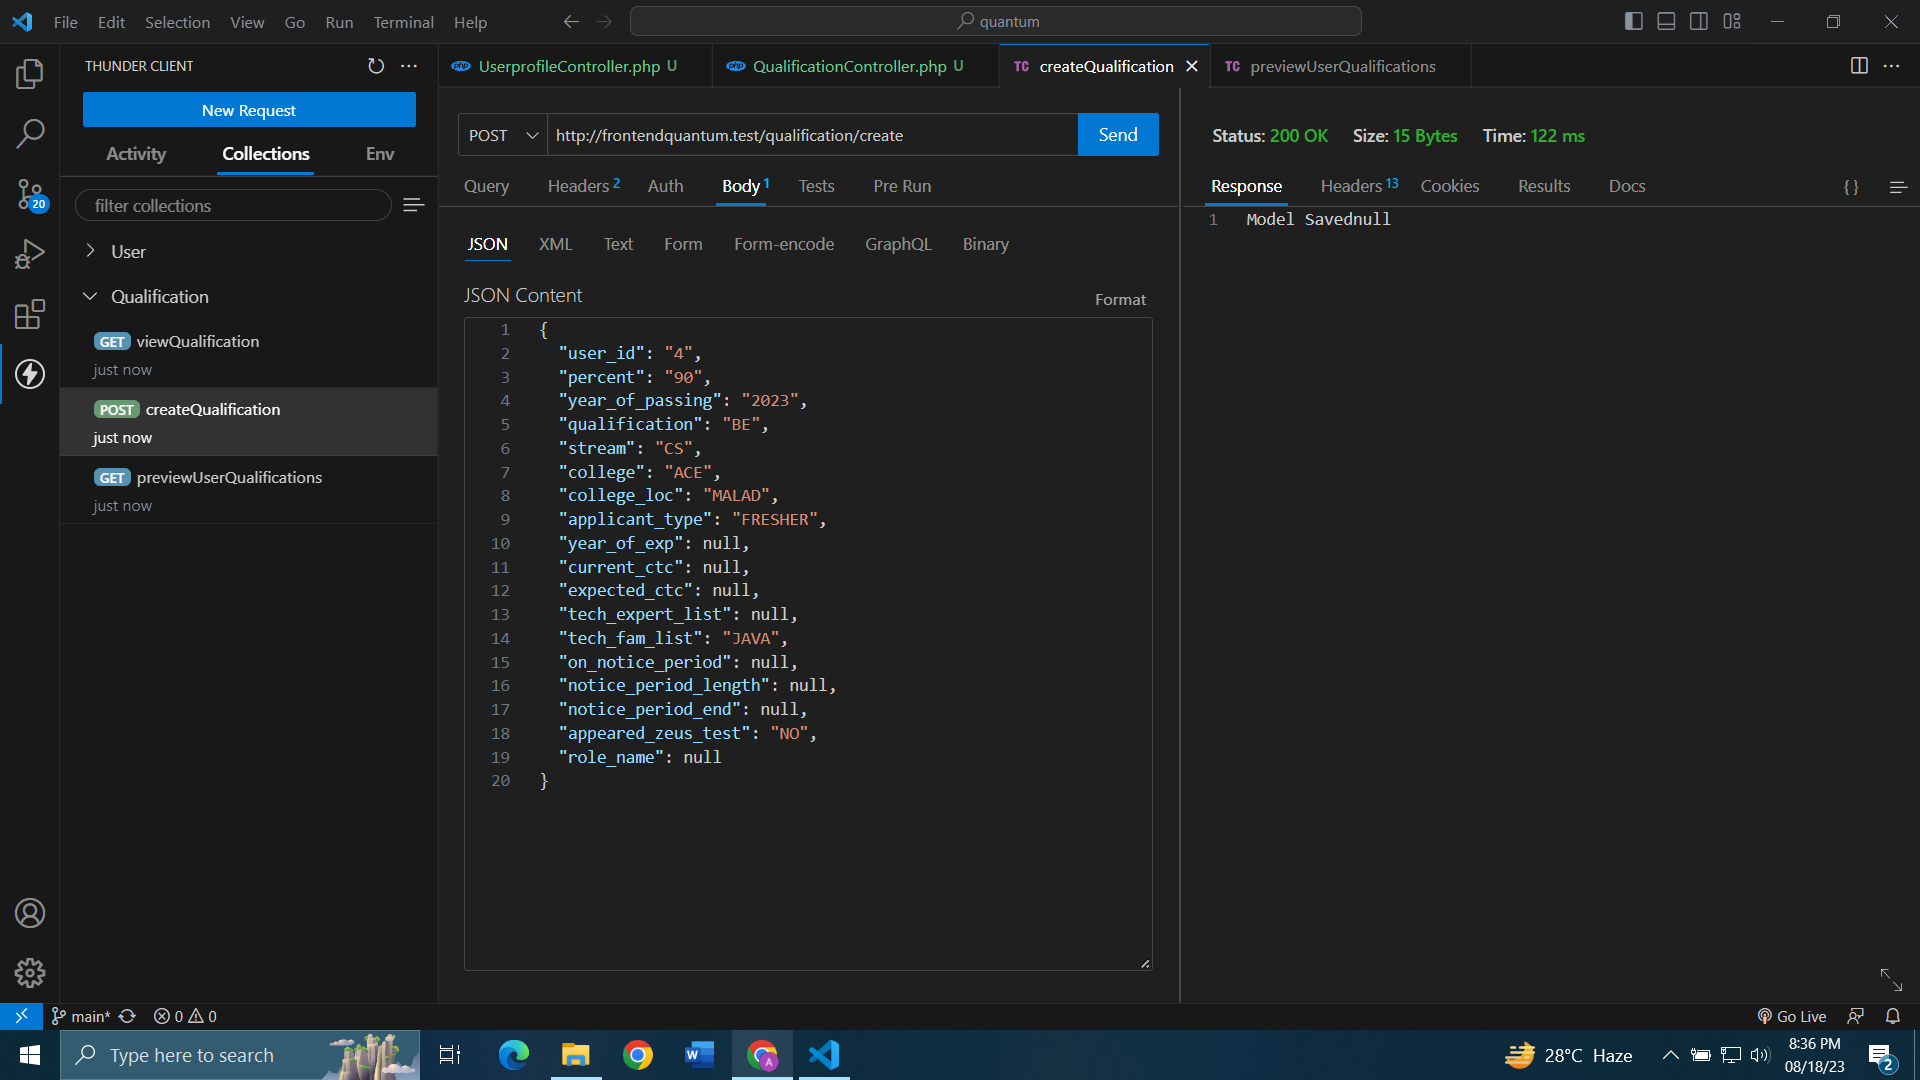 File Edit Selection View Go Run Terminal Help
quantum
THUNDER CLIENT
New Request
Activity Collections Env
filter collections
User
Qualification
GET viewQualification
just now
POST createQualification
just now
GET previewUserQualifications
just now
20
php UserprofileController.php U
php QualificationController.php U
TC createQualification
TC previewUserQualifications
POST http://frontendquantum.test/qualification/create Send
Query Headers 2 Auth Body 1 Tests Pre Run
JSON XML Text Form Form-encode GraphQL Binary
JSON Content
Format
1 {
2 "user_id": "4",
3 "percent": "90",
4 "year_of_passing": "2023",
5 "qualification": "BE",
6 "stream": "CS",
7 "college": "ACE",
8 "college_loc": "MALAD",
9 "applicant_type": "FRESHER",
10 "year_of_exp": null,
11 "current_ctc": null,
12 "expected_ctc": null,
13 "tech_expert_list": null,
14 "tech_fam_list": "JAVA",
15 "on_notice_period": null,
16 "notice_period_length": null,
17 "notice_period_end": null,
18 "appeared_zeus_test": "NO",
19 "role_name": null
20 }
Status: 200 OK Size: 15 Bytes Time: 122 ms
Response Headers 13 Cookies Results Docs { }
1 Model Savednull
main* 0 0
Go Live
Type here to search
28°C Haze
8:36 PM
08/18/23
2